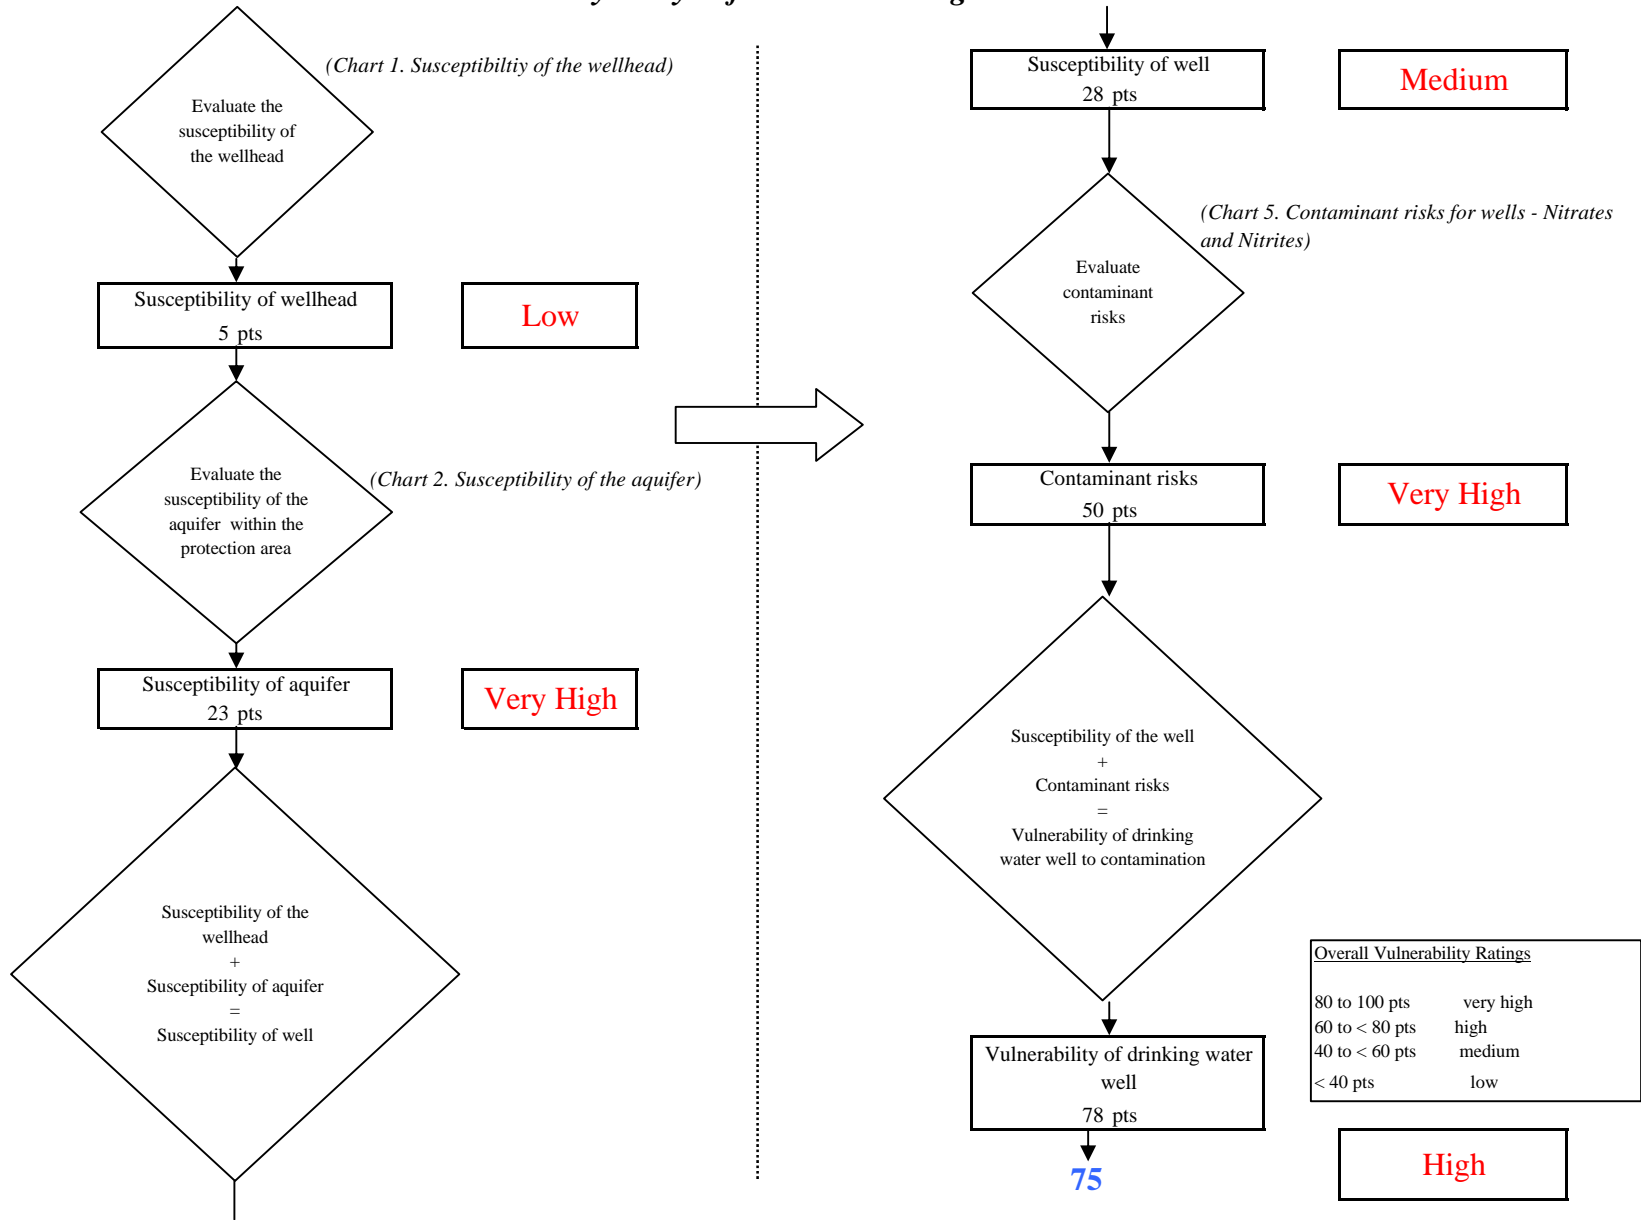 (Chart 1. Susceptibiltiy of the wellhead)
Evaluate the
susceptibility of
the wellhead
Susceptibility of wellhead
5 pts
Low
(Chart 2. Susceptibility of the aquifer)
Evaluate the
susceptibility of the
aquifer within the
protection area
Susceptibility of aquifer
23 pts
Very High
Susceptibility of the
wellhead
+
Susceptibility of aquifer
=
Susceptibility of well
Susceptibility of well
28 pts
Medium
(Chart 5. Contaminant risks for wells - Nitrates
and Nitrites)
Evaluate
contaminant
risks
Contaminant risks
50 pts
Very High
Susceptibility of the well
+
Contaminant risks
=
Vulnerability of drinking
water well to contamination
Overall Vulnerability Ratings
80 to 100 pts very high
60 to < 80 pts high
40 to < 60 pts medium
< 40 pts low
Vulnerability of drinking water
well
78 pts
75
High